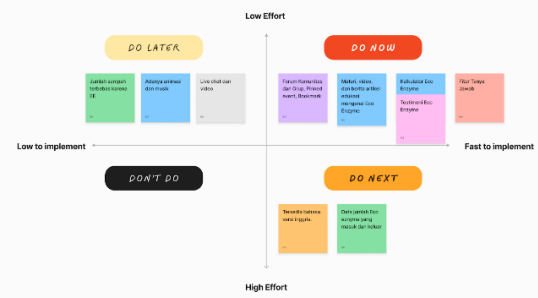 Low Effort
DO LATER
DO NOW
Jumlah sampah
terbebas karena
EE
Adanya animasi
dan musik
Live chat dan
video
Forum Komunitas
dan Grup, Pinned
event, Bookmark
Materi, video,
dan berita artikel
edukasi
mengenai Eco
Enzyme
Kalkulator Eco
Enzyme
Testimoni Eco
Enzyme
Fitur Tanya
Jawab
Low to implement
Fast to implement
DON'T DO
DO NEXT
Tersedia bahasa
versi inggris.
Data jumlah Eco
enzyme yang
masuk dan keluar
High Effort